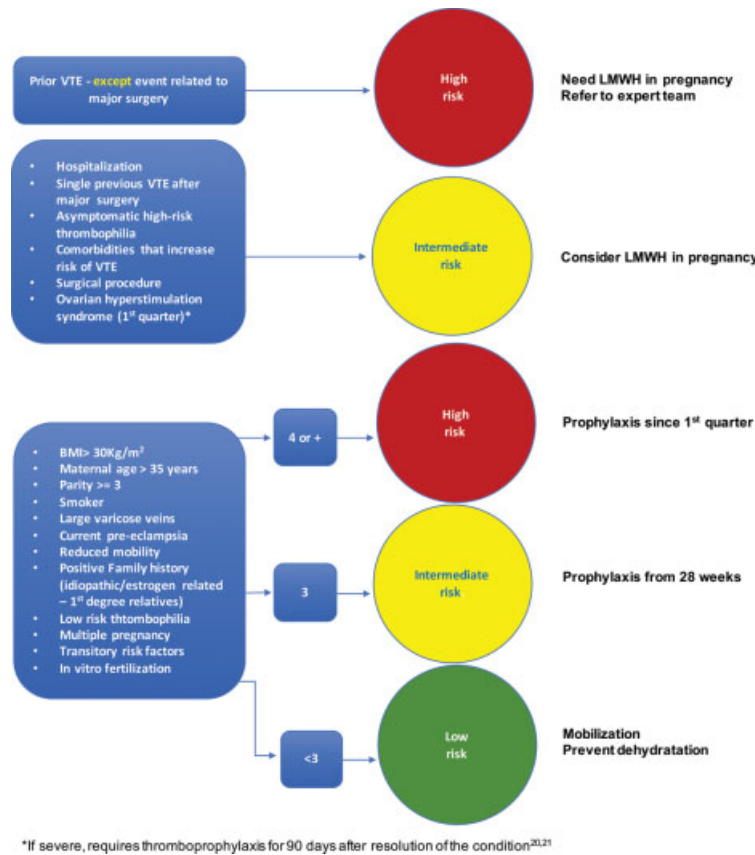 Prior VTE - except event related to
major surgery
High
risk
Need LMWH in pregnancy
Refer to expert team
• Hospitalization
• Single previous VTE after
major surgery
• Asymptomatic high-risk
thrombophilia
• Comorbidities that increase
risk of VTE
• Surgical procedure
• Ovarian hyperstimulation
syndrome (1st quarter)*
Intermediate
risk
Consider LMWH in pregnancy
• BMI> 30Kg/m²
• Maternal age > 35 years
• Parity >= 3
• Smoker
• Large varicose veins
• Current pre-eclampsia
• Reduced mobility
• Positive Family history
(idiopathic/estrogen related
– 1st degree relatives)
• Low risk thtombophilia
• Multiple pregnancy
• Transitory risk factors
• In vitro fertilization
4 or +
High
risk
Prophylaxis since 1st quarter
3
Intermediate
risk
Prophylaxis from 28 weeks
<3
Low
risk
Mobilization
Prevent dehydratation
*If severe, requires thromboprophylaxis for 90 days after resolution of the condition20,21